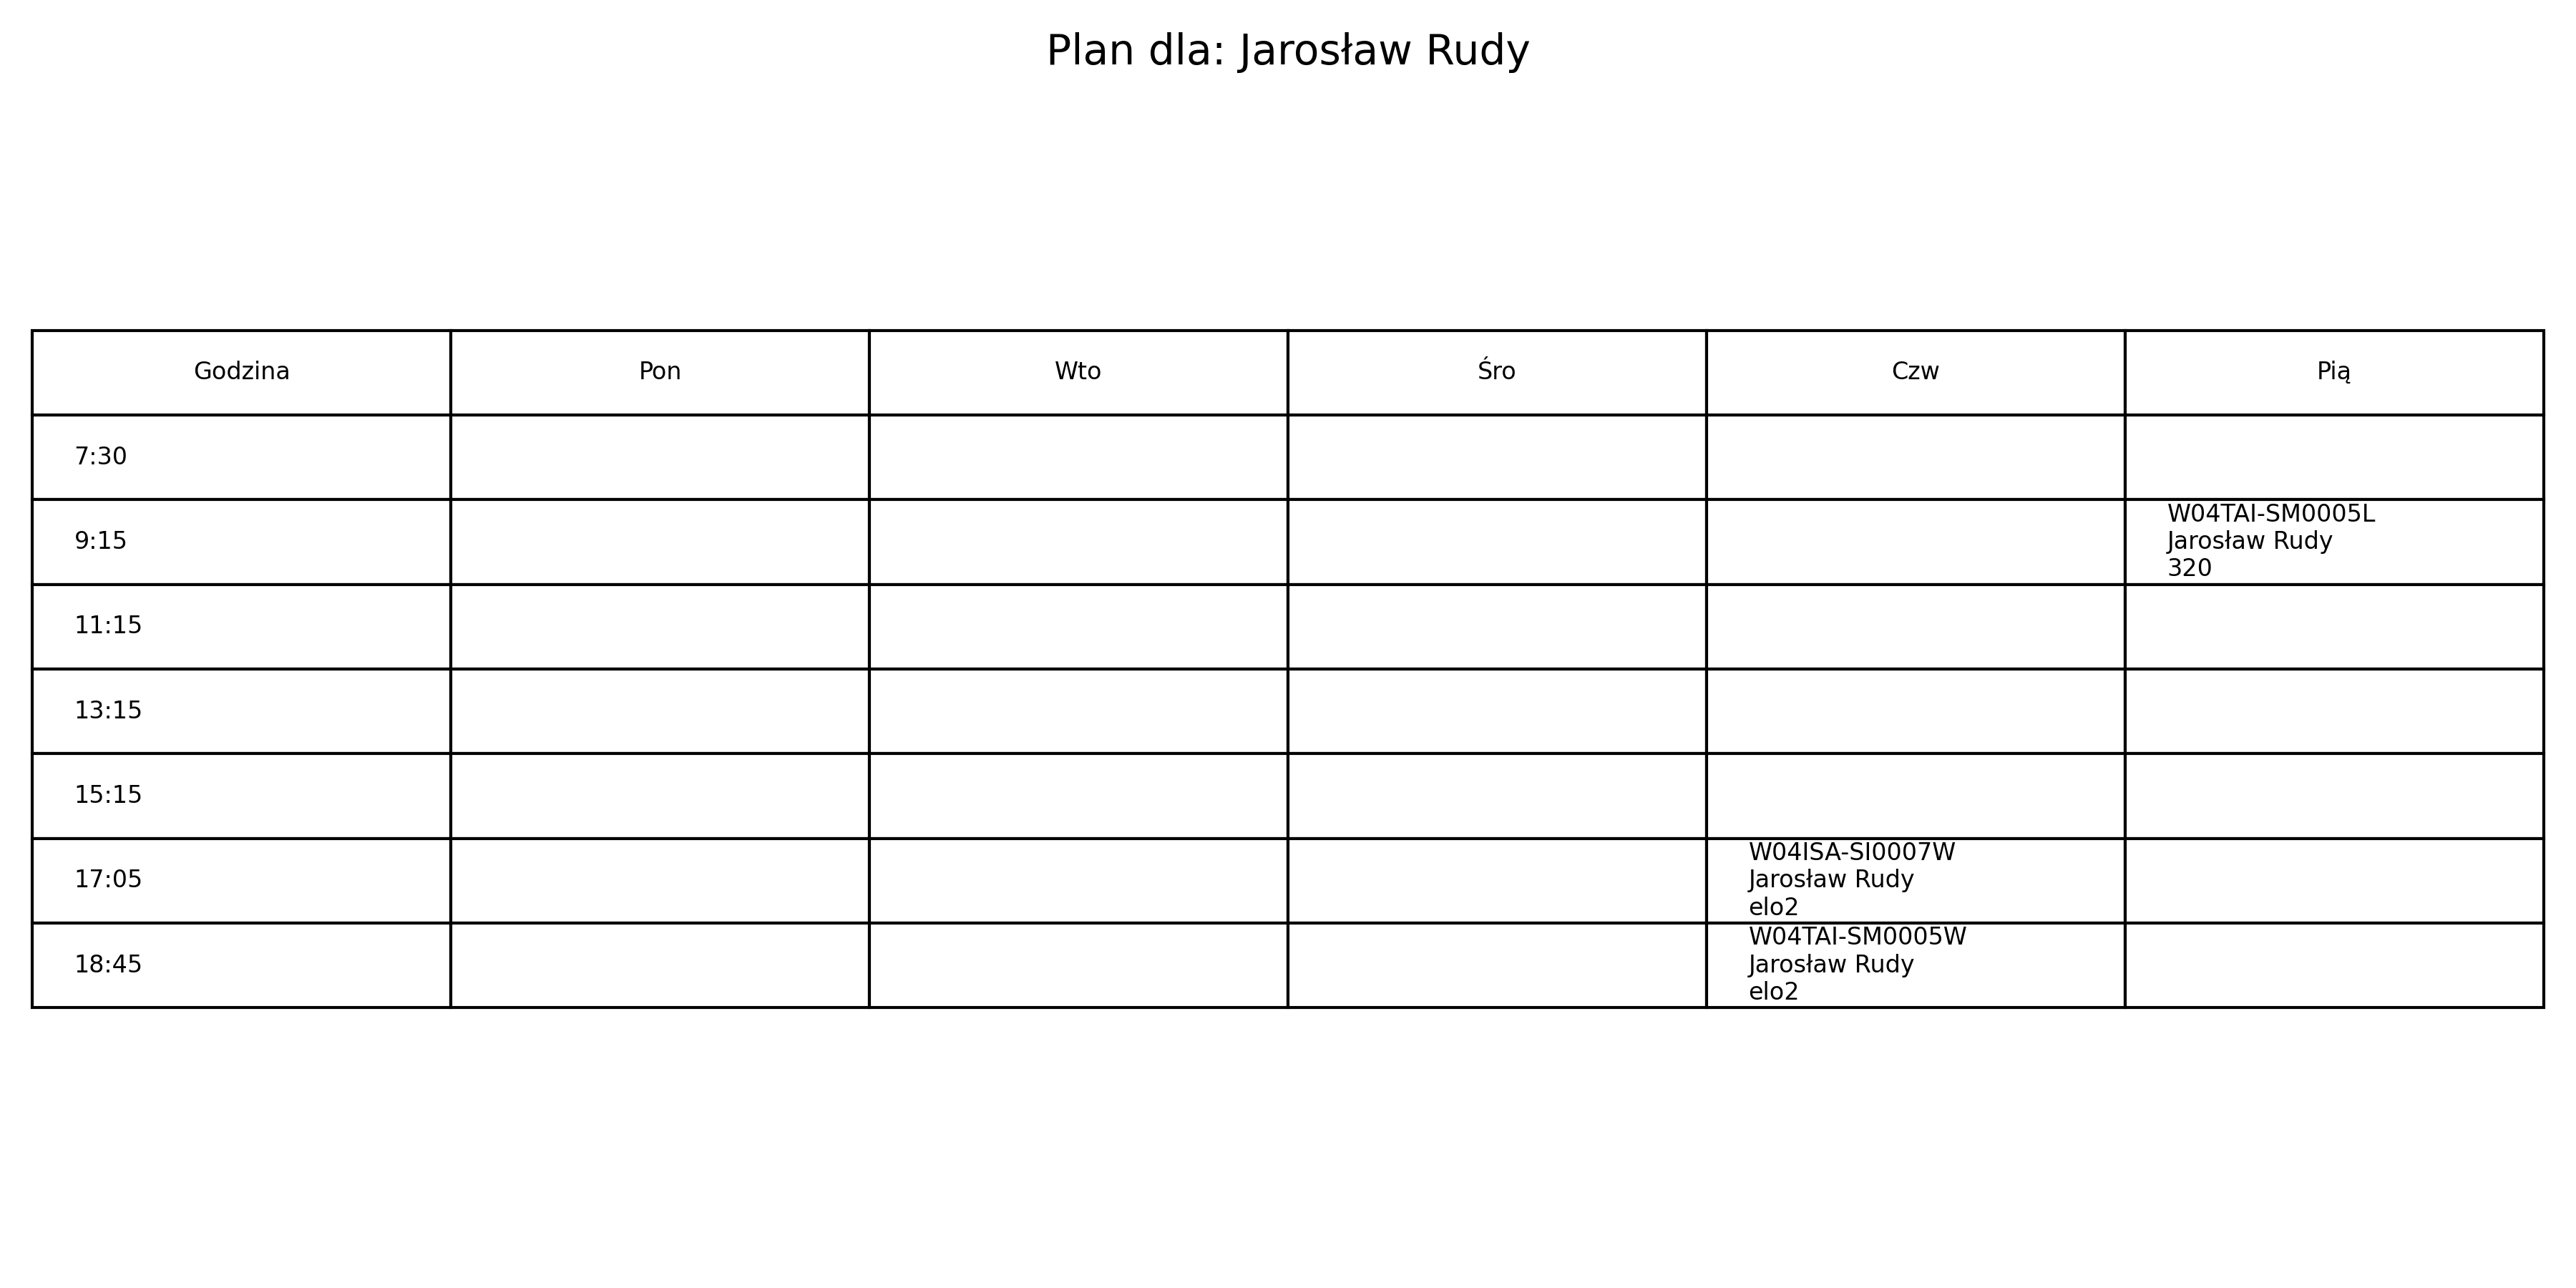 Plan dla: Jarosław Rudy
Godzina Pon Wto Śro Czw Pią
7:30
9:15
W04TAI-SM0005L
Jarosław Rudy
320
11:15
13:15
15:15
17:05
W04ISA-SI0007W
Jarosław Rudy
elo2
18:45
W04TAI-SM0005W
Jarosław Rudy
elo2